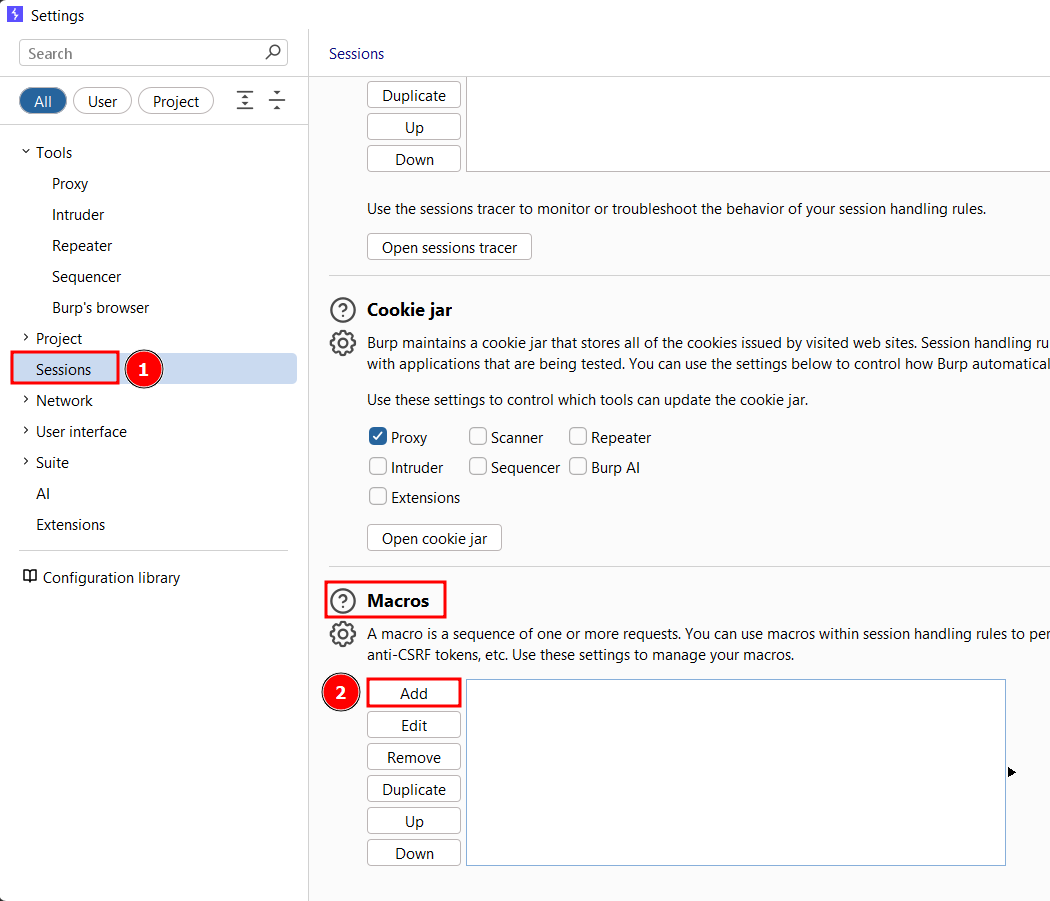 Settings
Search
All
User
Project
Tools
Proxy
Intruder
Repeater
Sequencer
Burp's browser
Project
Sessions
1
Network
User interface
Suite
AI
Extensions
Configuration library
Sessions
Duplicate
Up
Down
Use the sessions tracer to monitor or troubleshoot the behavior of your session handling rules.
Open sessions tracer
? Cookie jar
Burp maintains a cookie jar that stores all of the cookies issued by visited web sites. Session handling ru
with applications that are being tested. You can use the settings below to control how Burp automatical
Use these settings to control which tools can update the cookie jar.
Proxy Scanner Repeater
Intruder Sequencer Burp AI
Extensions
Open cookie jar
? Macros
A macro is a sequence of one or more requests. You can use macros within session handling rules to per
anti-CSRF tokens, etc. Use these settings to manage your macros.
2 Add
Edit
Remove
Duplicate
Up
Down